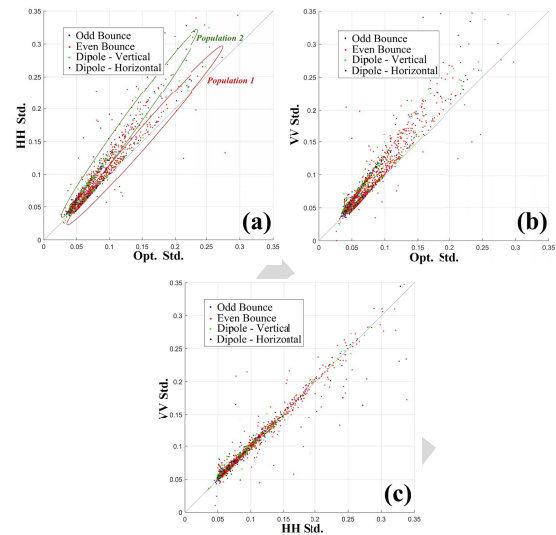 0.35
0.3
0.25
0.2
0.15
0.1
0.05
0
HH Std.
Odd Bounce
Even Bounce
Dipole - Vertical
Dipole - Horizontal
Population 2
Population 1
(a)
0 0.05 0.1 0.15 0.2 0.25 0.3 0.35
Opt. Std.
0.35
0.3
0.25
0.2
0.15
0.1
0.05
0
VV Std.
Odd Bounce
Even Bounce
Dipole - Vertical
Dipole - Horizontal
(b)
0 0.05 0.1 0.15 0.2 0.25 0.3 0.35
Opt. Std.
0.35
0.3
0.25
0.2
0.15
0.1
0.05
0
VV Std.
Odd Bounce
Even Bounce
Dipole - Vertical
Dipole - Horizontal
(c)
0 0.05 0.1 0.15 0.2 0.25 0.3 0.35
HH Std.